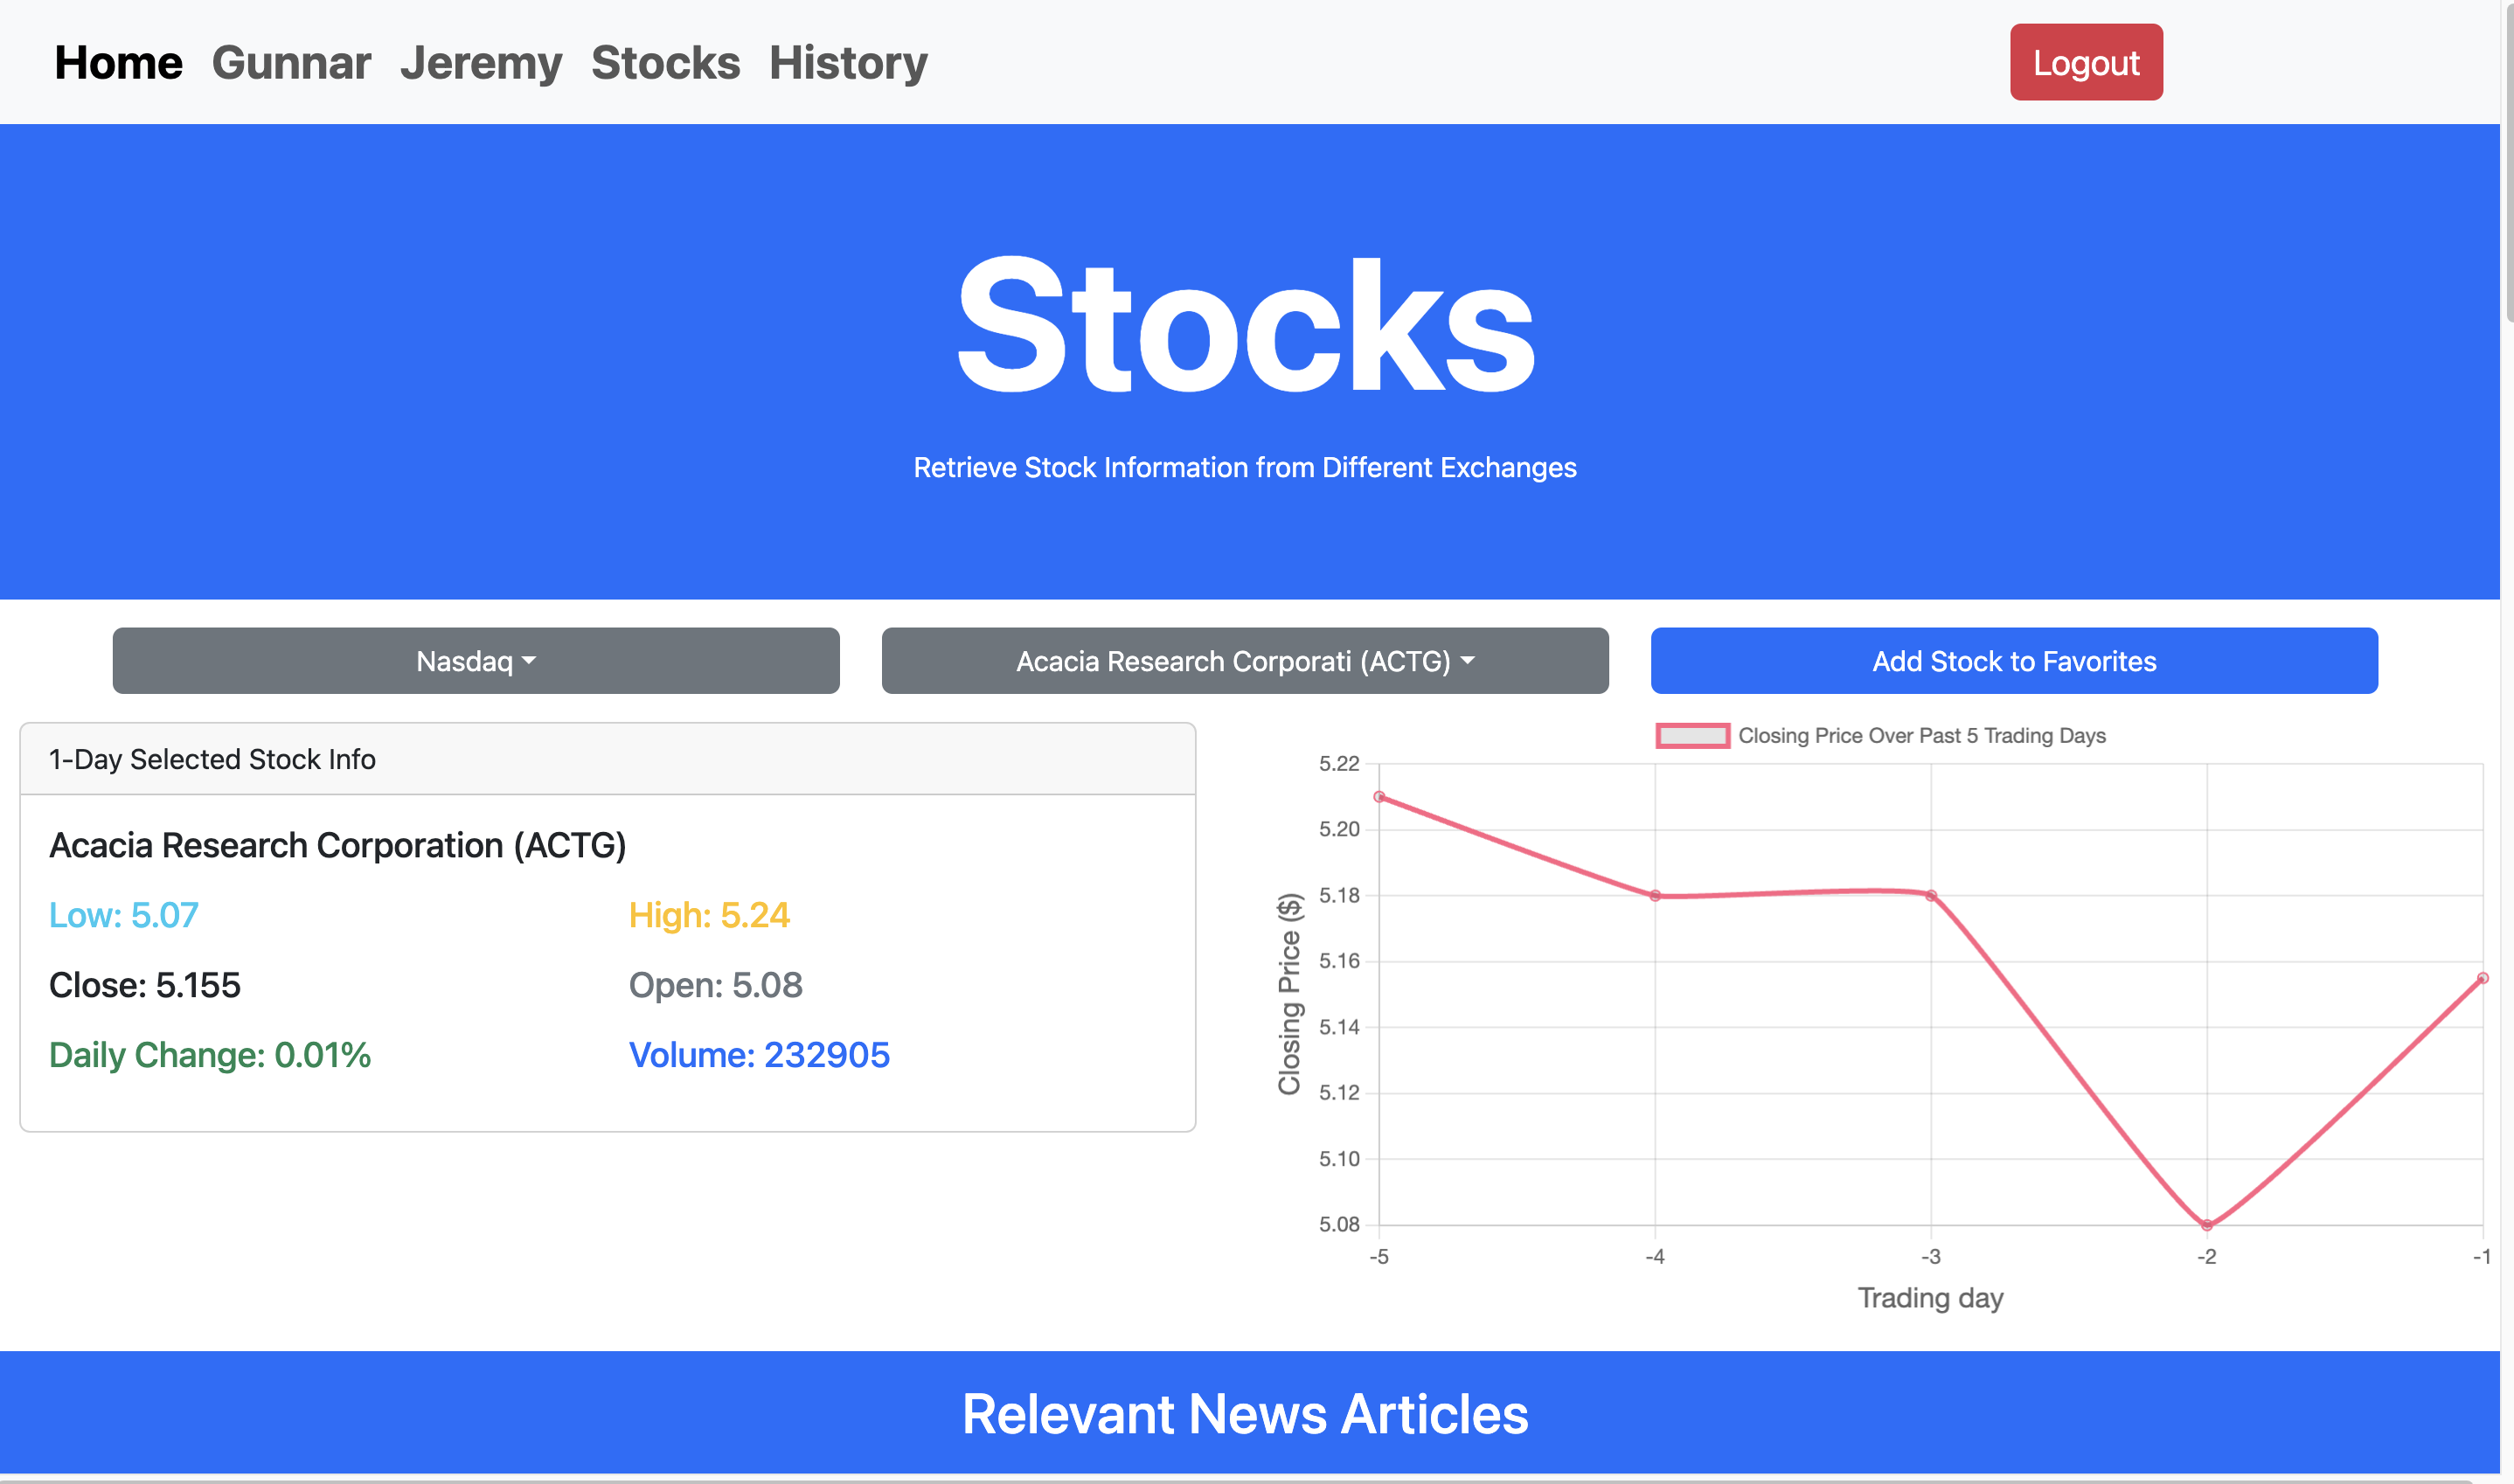 Home Gunnar Jeremy Stocks History Logout
Stocks
Retrieve Stock Information from Different Exchanges
Nasdaq
Acacia Research Corporati (ACTG)
Add Stock to Favorites
1-Day Selected Stock Info
Acacia Research Corporation (ACTG)
Low: 5.07 High: 5.24
Close: 5.155 Open: 5.08
Daily Change: 0.01% Volume: 232905
Closing Price Over Past 5 Trading Days
5.22
5.20
5.18
5.16
5.14
5.12
5.10
5.08
Closing Price ($)
-5 -4 -3 -2 -1
Trading day
Relevant News Articles